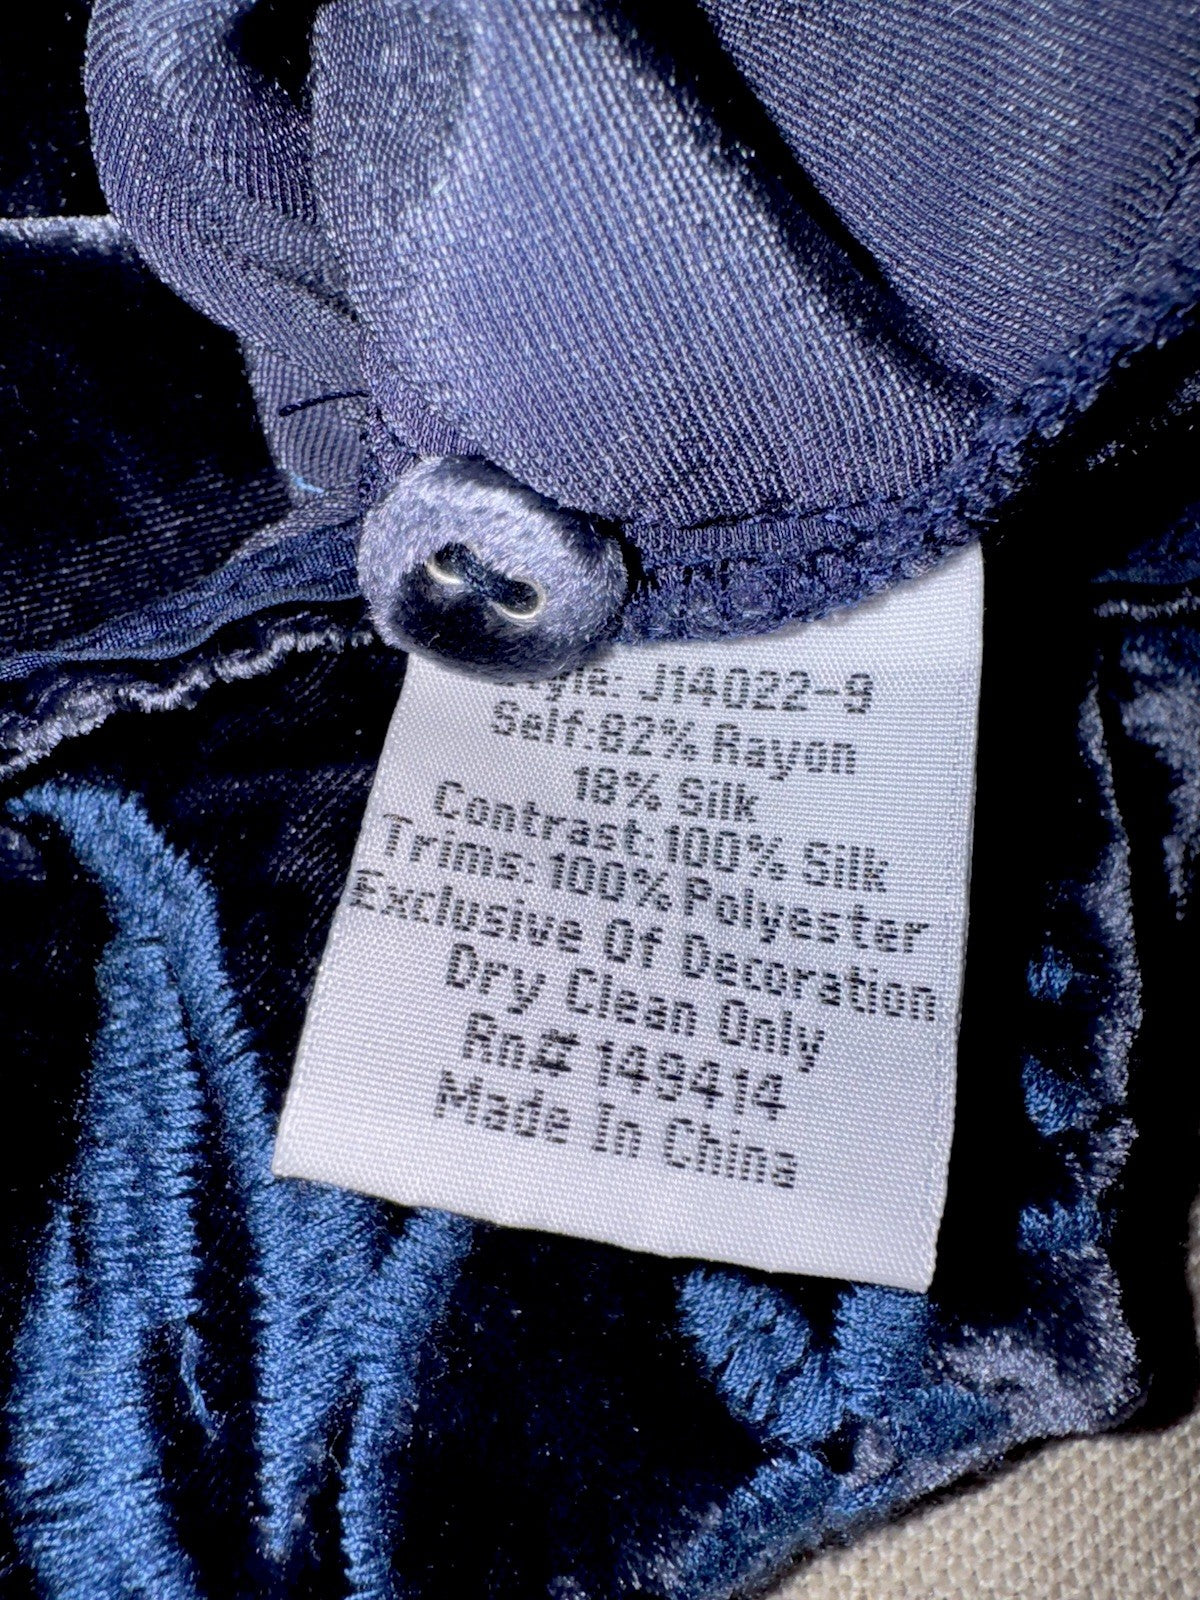 Style: J14022-9
Self:82% Rayon
18% Silk
Contrast:100% Silk
Trims:100% Polyester
Exclusive Of Decoration
Dry Clean Only
Rn# 149414
Made In China